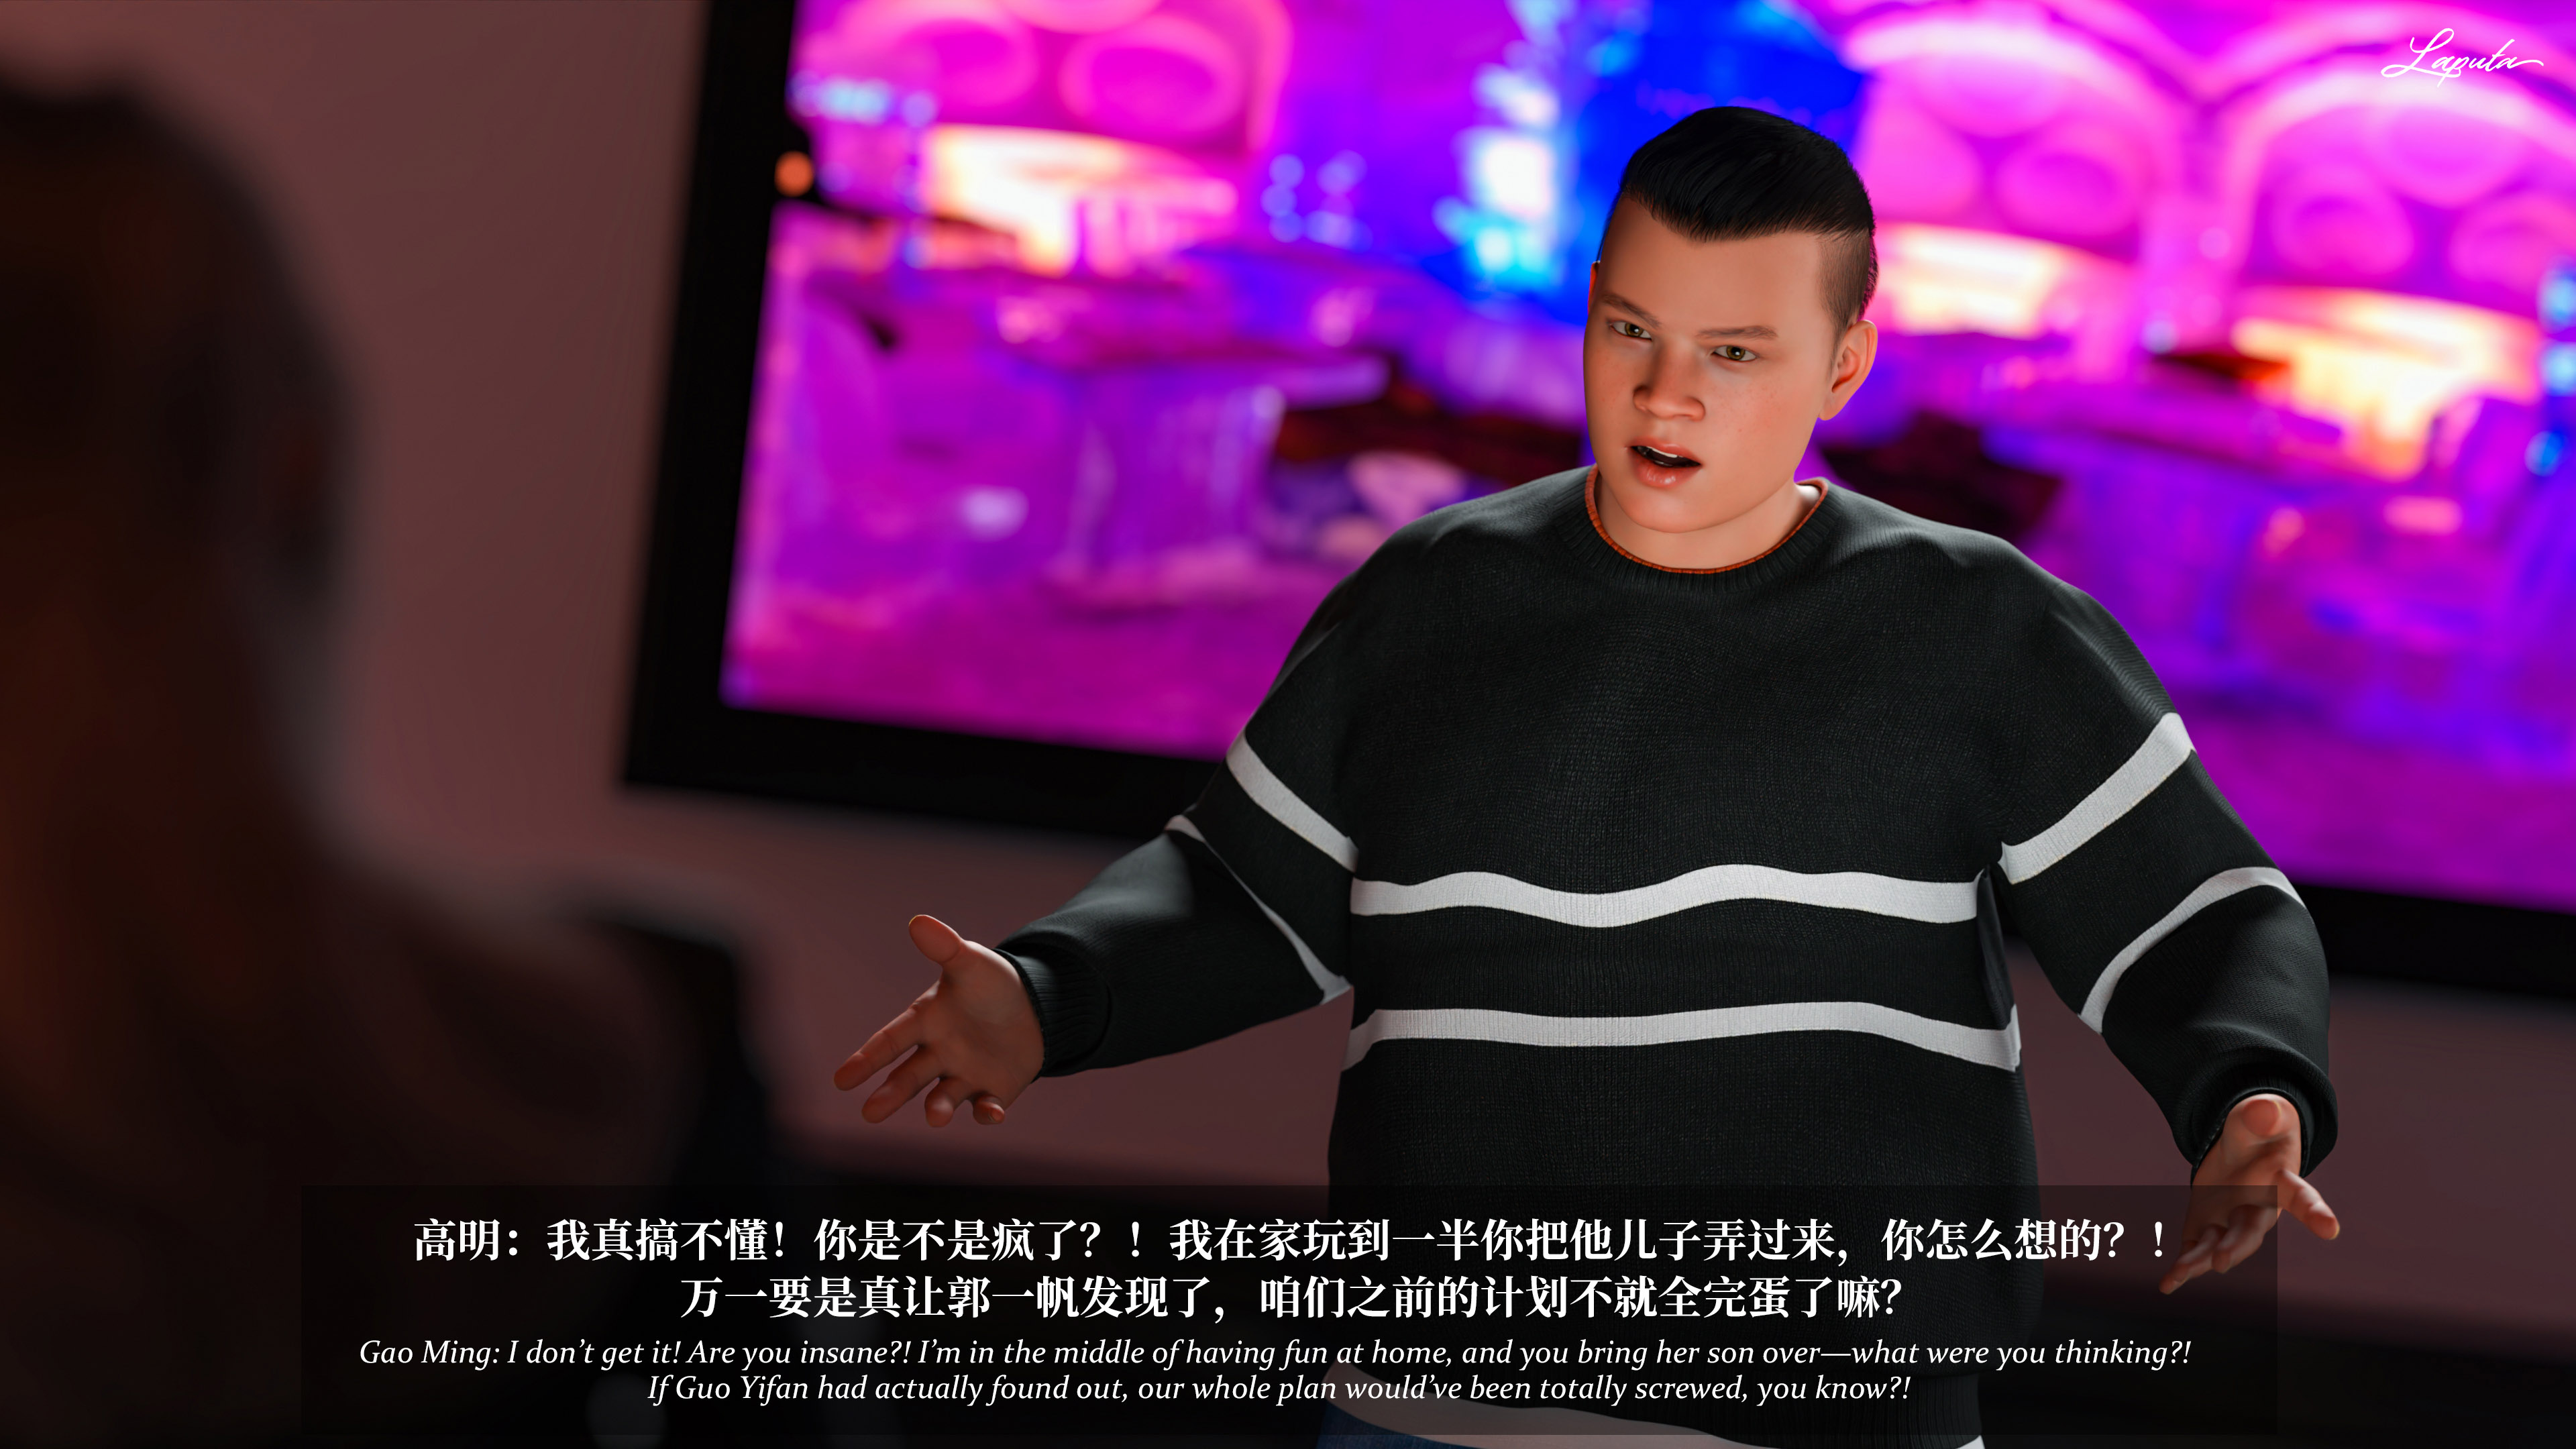 Laputa
高明：我真搞不懂！你是不是疯了？！我在家玩到一半你把他儿子弄过来，你怎么想的？！
万一要是真让郭一帆发现了，咱们之前的计划不就全完蛋了嘛？
Gao Ming: I don’t get it! Are you insane?! I’m in the middle of having fun at home, and you bring her son over—what were you thinking?!
If Guo Yifan had actually found out, our whole plan would’ve been totally screwed, you know?!